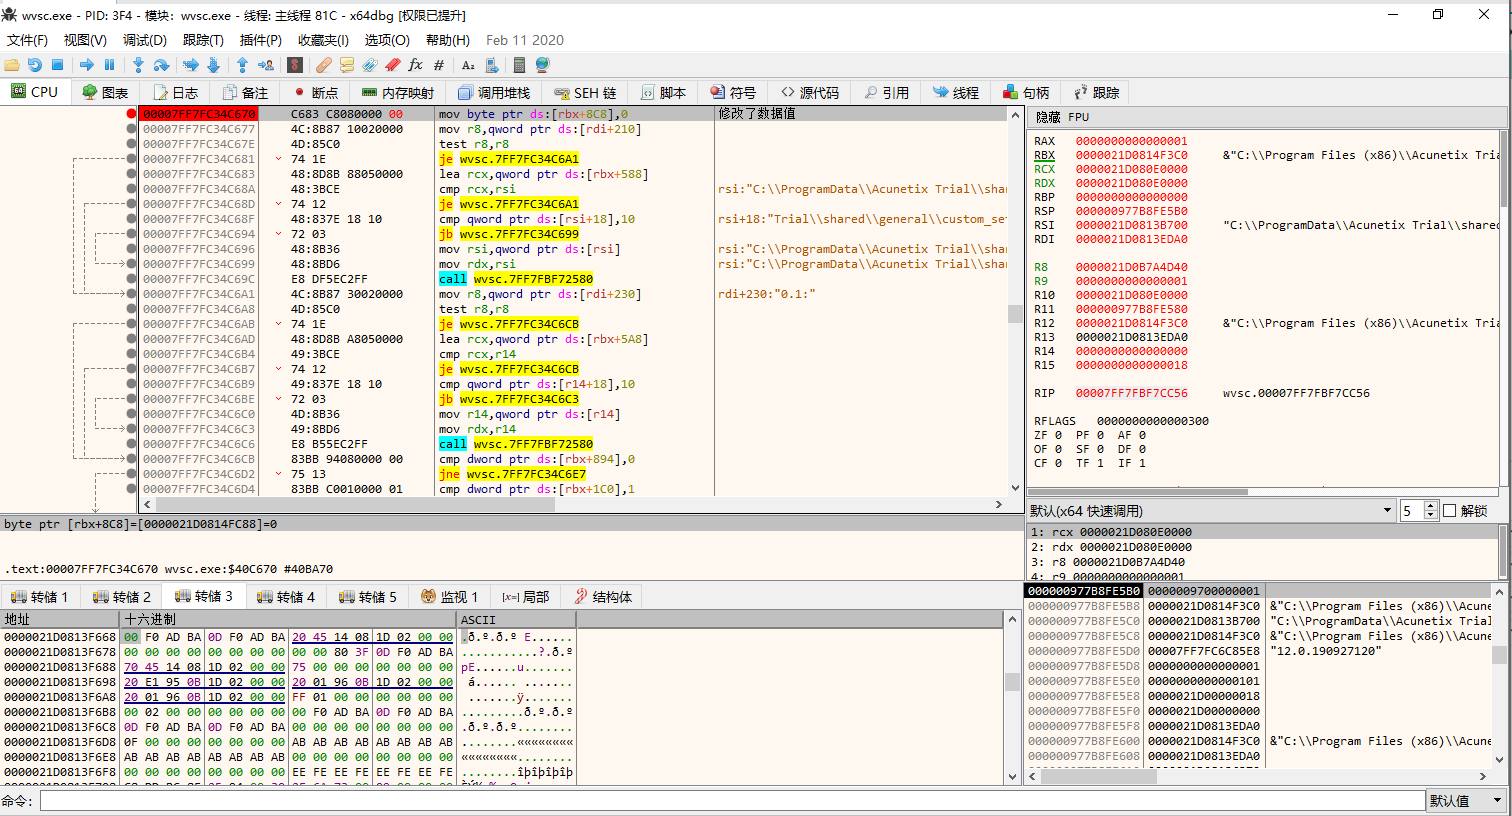 wvsc.exe - PID: 3F4 - 模块: wvsc.exe - 线程: 主线程 81C - x64dbg [权限已提升]
文件(F) 视图(V) 调试(D) 跟踪(T) 插件(P) 收藏夹(I) 选项(O) 帮助(H) Feb 11 2020
CPU 图表 日志 备注 断点 内存映射 调用堆栈 SEH 链 脚本 符号 源代码 引用 线程 句柄 跟踪
00007FF7FC34C670 C683 C8080000 00 mov byte ptr ds:[rbx+8C8],0 修改了数据值
00007FF7FC34C677 4C:8B87 10020000 mov r8,qword ptr ds:[rdi+210]
00007FF7FC34C67E 4D:85C0 test r8,r8
00007FF7FC34C681 74 1E je wvsc.7FF7FC34C6A1
00007FF7FC34C683 48:8D8B 88050000 lea rcx,qword ptr ds:[rbx+588]
00007FF7FC34C68A 48:3BCE cmp rcx,rsi rsi:"C:\\ProgramData\\Acunetix Trial\\sha
00007FF7FC34C68D 74 12 je wvsc.7FF7FC34C6A1
00007FF7FC34C68F 48:837E 18 10 cmp qword ptr ds:[rsi+18],10 rsi+18:"Trial\\shared\\general\\custom_se
00007FF7FC34C694 72 03 jb wvsc.7FF7FC34C699
00007FF7FC34C696 48:8B36 mov rsi,qword ptr ds:[rsi] rsi:"C:\\ProgramData\\Acunetix Trial\\sha
00007FF7FC34C699 48:8BD6 mov rdx,rsi rsi:"C:\\ProgramData\\Acunetix Trial\\sha
00007FF7FC34C69C E8 DF5EC2FF call wvsc.7FF7FBF72580
00007FF7FC34C6A1 4C:8B87 30020000 mov r8,qword ptr ds:[rdi+230] rdi+230:"0.1:"
00007FF7FC34C6A8 4D:85C0 test r8,r8
00007FF7FC34C6AB 74 1E je wvsc.7FF7FC34C6CB
00007FF7FC34C6AD 48:8D8B A8050000 lea rcx,qword ptr ds:[rbx+5A8]
00007FF7FC34C6B4 49:3BCE cmp rcx,r14
00007FF7FC34C6B7 74 12 je wvsc.7FF7FC34C6CB
00007FF7FC34C6B9 49:837E 18 10 cmp qword ptr ds:[r14+18],10
00007FF7FC34C6BE 72 03 jb wvsc.7FF7FC34C6C3
00007FF7FC34C6C0 4D:8B36 mov r14,qword ptr ds:[r14]
00007FF7FC34C6C3 49:8BD6 mov rdx,r14
00007FF7FC34C6C6 E8 B55EC2FF call wvsc.7FF7FBF72580
00007FF7FC34C6CB 83BB 94080000 00 cmp dword ptr ds:[rbx+894],0
00007FF7FC34C6D2 75 13 jne wvsc.7FF7FC34C6E7
00007FF7FC34C6D4 83BB C0010000 01 cmp dword ptr ds:[rbx+1C0],1
隐藏 FPU
RAX 0000000000000001
RBX 0000021D0814F3C0 &"C:\\Program Files (x86)\\Acunetix Tria
RCX 0000021D080E0000
RDX 0000021D080E0000
RBP 0000000000000000
RSP 000000977B8FE5B0
RSI 0000021D0813B700 "C:\\ProgramData\\Acunetix Trial\\shared
RDI 0000021D0813EDA0
R8 0000021D0B7A4D40
R9 0000000000000001
R10 0000021D080E0000
R11 000000977B8FE580
R12 0000021D0814F3C0 &"C:\\Program Files (x86)\\Acunetix Tria
R13 0000021D0813EDA0
R14 0000000000000000
R15 0000000000000018
RIP 00007FF7FBF7CC56 wvsc.00007FF7FBF7CC56
RFLAGS 0000000000000300
ZF 0 PF 0 AF 0
OF 0 SF 0 DF 0
CF 0 TF 1 IF 1
默认(x64 快速调用) 5 解锁
1: rcx 0000021D080E0000
2: rdx 0000021D080E0000
3: r8 0000021D0B7A4D40
4: r9 0000000000000001
byte ptr [rbx+8C8]=[0000021D0814FC88]=0
.text:00007FF7FC34C670 wvsc.exe:$40C670 #40BA70
转储 1 转储 2 转储 3 转储 4 转储 5 监视 1 [x=] 局部 结构体
地址 十六进制 ASCII
0000021D0813F668 00 F0 AD BA 0D F0 AD BA 20 45 14 08 1D 02 00 00 .ð.º.ð.º E......
0000021D0813F678 00 00 00 00 00 00 00 00 00 00 80 3F 0D F0 AD BA ...........?.ð.º
0000021D0813F688 70 45 14 08 1D 02 00 00 75 00 00 00 00 00 00 00 pE......u.......
0000021D0813F698 20 E1 95 0B 1D 02 00 00 20 01 96 0B 1D 02 00 00 á...... .......
0000021D0813F6A8 20 01 96 0B 1D 02 00 00 FF 01 00 00 00 00 00 00 .......ÿ.......
0000021D0813F6B8 00 02 00 00 00 00 00 00 00 F0 AD BA 0D F0 AD BA .........ð.º.ð.º
0000021D0813F6C8 0D F0 AD BA 0D F0 AD BA 00 00 00 00 00 00 00 00 .ð.º.ð.º........
0000021D0813F6D8 0F 00 00 00 00 00 00 00 AB AB AB AB AB AB AB AB ........««««««««
0000021D0813F6E8 AB AB AB AB AB AB AB AB 00 00 00 00 00 00 00 00 ««««««««........
0000021D0813F6F8 00 00 00 00 00 00 00 00 EE FE EE FE EE FE EE FE ........îþîþîþîþ
000000977B8FE5B0 0000009700000001
000000977B8FE5B8 0000021D0814F3C0 &"C:\\Program Files (x86)\\Acune
000000977B8FE5C0 0000021D0813B700 "C:\\ProgramData\\Acunetix Trial
000000977B8FE5C8 0000021D0814F3C0 &"C:\\Program Files (x86)\\Acune
000000977B8FE5D0 00007FF7FC6C85E8 "12.0.190927120"
000000977B8FE5D8 0000000000000001
000000977B8FE5E0 0000000000000101
000000977B8FE5E8 0000021D00000018
000000977B8FE5F0 0000021D00000000
000000977B8FE5F8 0000021D0813EDA0
000000977B8FE600 0000021D0814F3C0 &"C:\\Program Files (x86)\\Acune
000000977B8FE608 0000021D0813EDA0
命令: 默认值